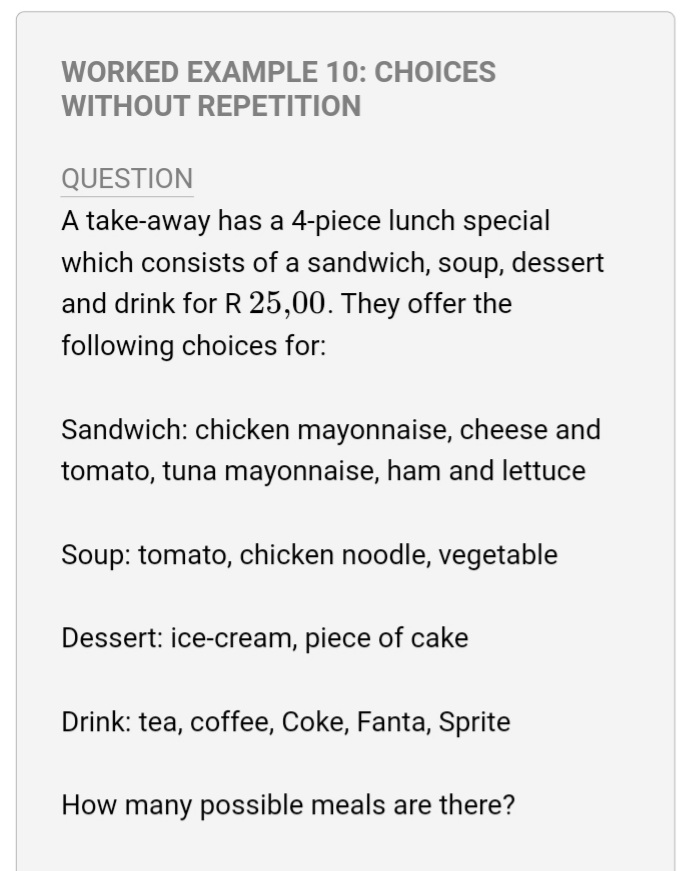 WORKED EXAMPLE 10: CHOICES
WITHOUT REPETITION
QUESTION
A take-away has a 4-piece lunch special
which consists of a sandwich, soup, dessert
and drink for R 25,00. They offer the
following choices for:
Sandwich: chicken mayonnaise, cheese and
tomato, tuna mayonnaise, ham and lettuce
Soup: tomato, chicken noodle, vegetable
Dessert: ice-cream, piece of cake
Drink: tea, coffee, Coke, Fanta, Sprite
How many possible meals are there?